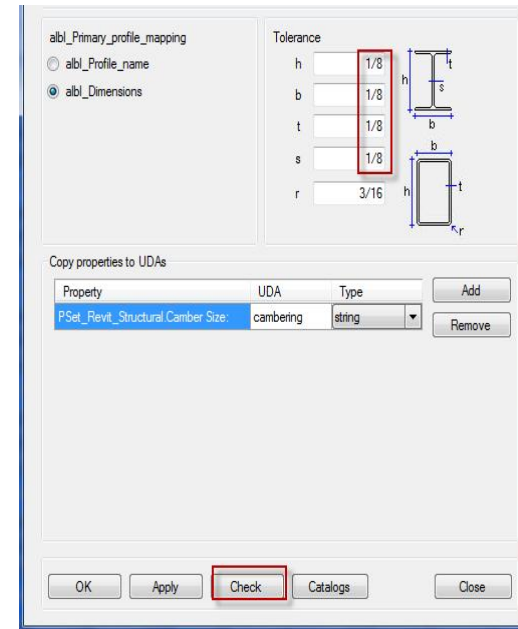 albl_Primary_profile_mapping
albl_Profile_name
albl_Dimensions
Tolerance
h 1/8
b 1/8
t 1/8
s 1/8
r 3/16
t
h
s
b
b
h
t
r
Copy properties to UDAs
Property UDA Type
PSet_Revit_Structural.Camber Size: cambering string
Add
Remove
OK Apply Check Catalogs Close